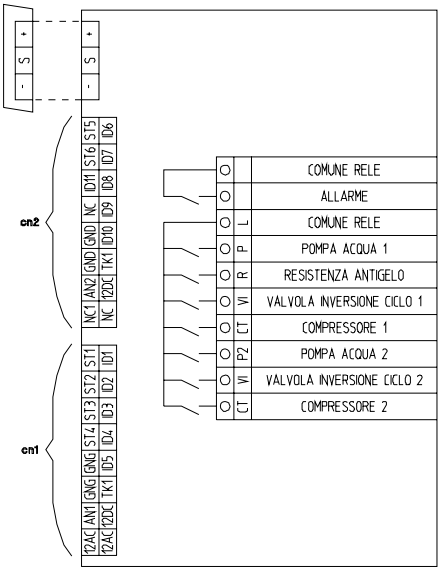 + +
S S
- -
cn2
ST5 ID6
ST6 ID7
ID11 ID8
NC ID9
GND ID10
GND TK1
AN2 12DC
NC1 NC
cn1
ST1 ID1
ST2 ID2
ST3 ID3
ST4 ID4
GNG ID5
GNG TK1
AN1 12DC
12AC 12AC
COMUNE RELE
ALLARME
L COMUNE RELE
P POMPA ACQUA 1
R RESISTENZA ANTIGELO
VI VALVOLA INVERSIONE CICLO 1
CT COMPRESSORE 1
P2 POMPA ACQUA 2
VI VALVOLA INVERSIONE CICLO 2
CT COMPRESSORE 2